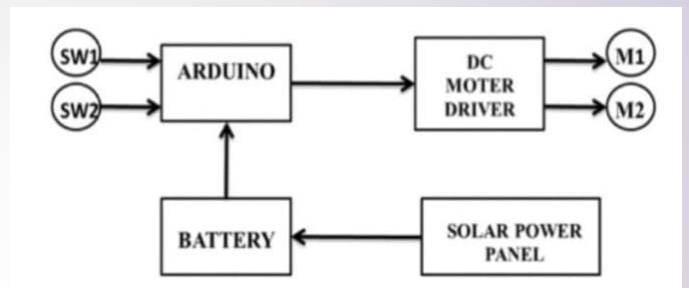 SW1
SW2
ARDUINO
DC
MOTER
DRIVER
M1
M2
BATTERY
SOLAR POWER
PANEL